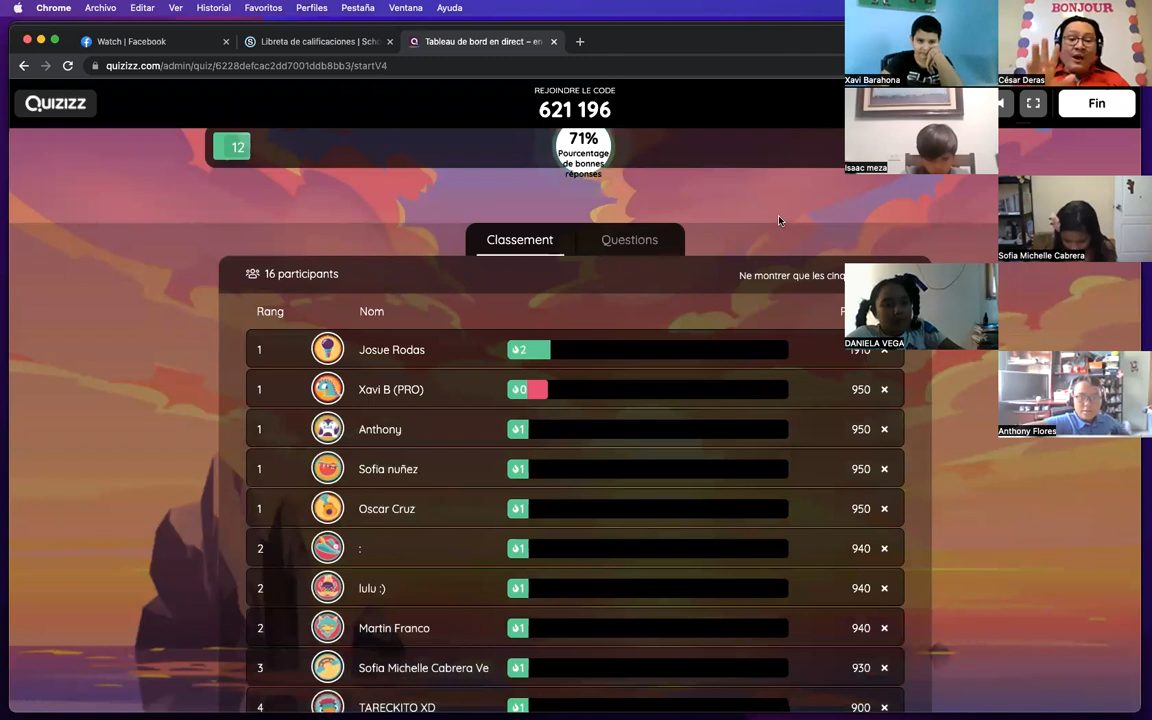 Chrome Archivo Editar Ver Historial Favoritos Perfiles Pestaña Ventana Ayuda
Watch | Facebook
Libreta de calificaciones | Scho
Tableau de bord en direct – en
quizizz.com/admin/quiz/6228defcac2dd7001ddb8bb3/startV4
Quizizz
REJOINDRE LE CODE
621 196
Fin
12
71%
Pourcentage
de bonnes
réponses
Classement Questions
16 participants
Ne montrer que les cinq
Rang Nom
1 Josue Rodas 2 1910
1 Xavi B (PRO) 0 950
1 Anthony 1 950
1 Sofia nuñez 1 950
1 Oscar Cruz 1 950
2 : 1 940
2 lulu :) 1 940
2 Martin Franco 1 940
3 Sofia Michelle Cabrera Ve 1 930
4 TARECKITO XD 1 900
BONJOUR
Xavi Barahona
César Deras
Isaac meza
Sofia Michelle Cabrera
DANIELA VEGA
Anthony Flores